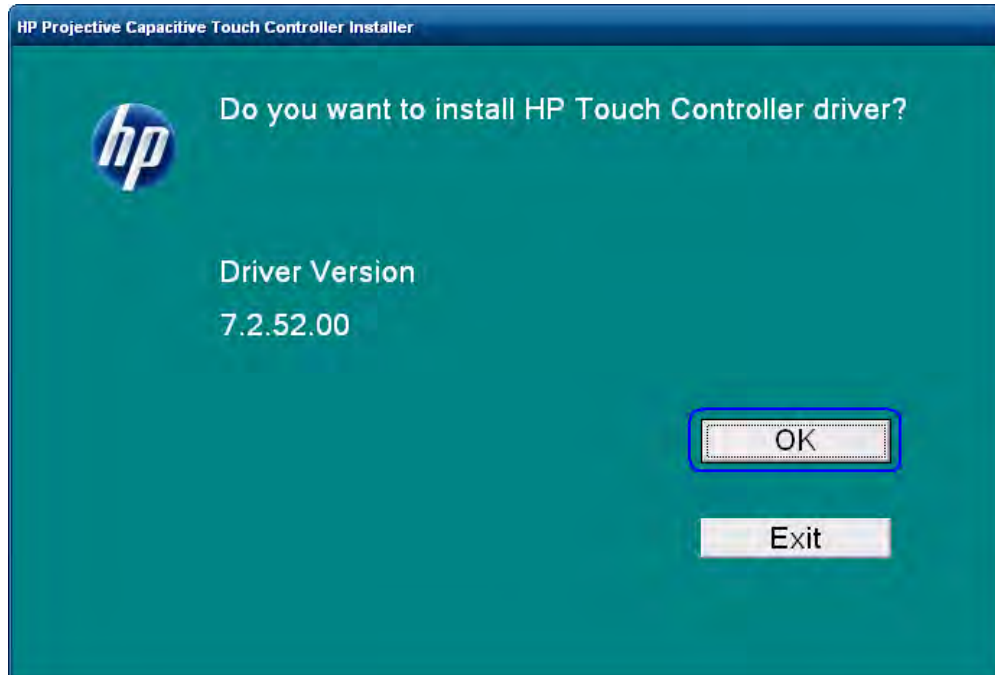 HP Projective Capacitive Touch Controller Installer
hp
Do you want to install HP Touch Controller driver?
Driver Version
7.2.52.00
OK
Exit